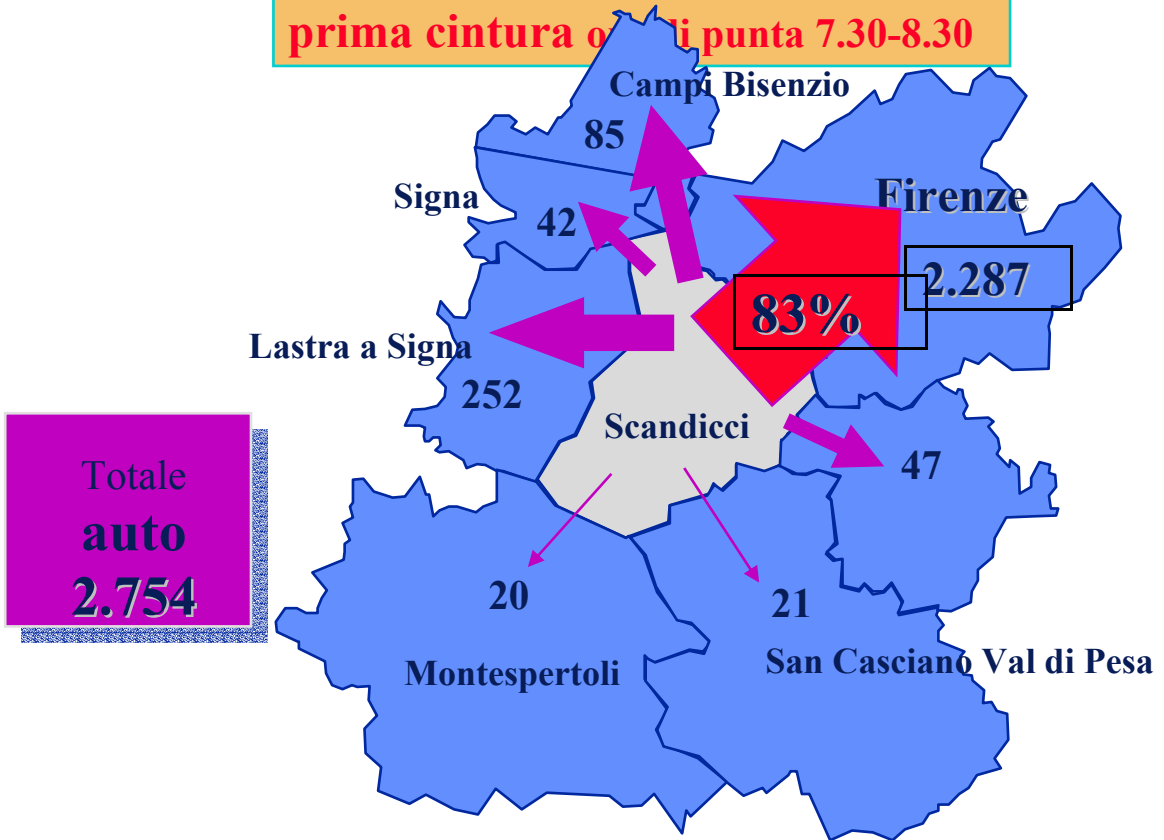 prima cintura di punta 7.30-8.30
Campi Bisenzio
85
Signa
42
Firenze
2.287
83%
Lastra a Signa
252
Scandicci
47
Totale
auto
2.754
20
21
Montespertoli
San Casciano Val di Pesa